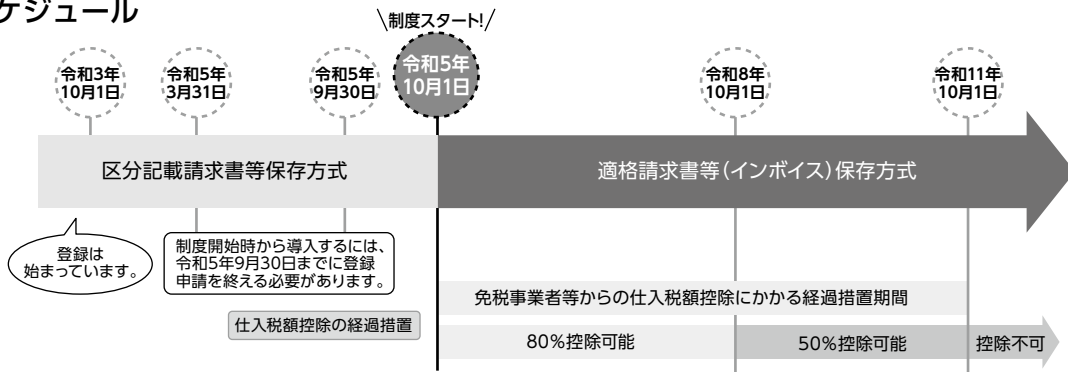 ケジュール
制度スタート!
令和3年
10月1日
令和5年
3月31日
令和5年
9月30日
令和5年
10月1日
令和8年
10月1日
令和11年
10月1日
区分記載請求書等保存方式
適格請求書等(インボイス)保存方式
登録は
始まっています。
制度開始時から導入するには、
令和5年9月30日までに登録
申請を終える必要があります。
免税事業者等からの仕入税額控除にかかる経過措置期間
仕入税額控除の経過措置
80%控除可能
50%控除可能
控除不可